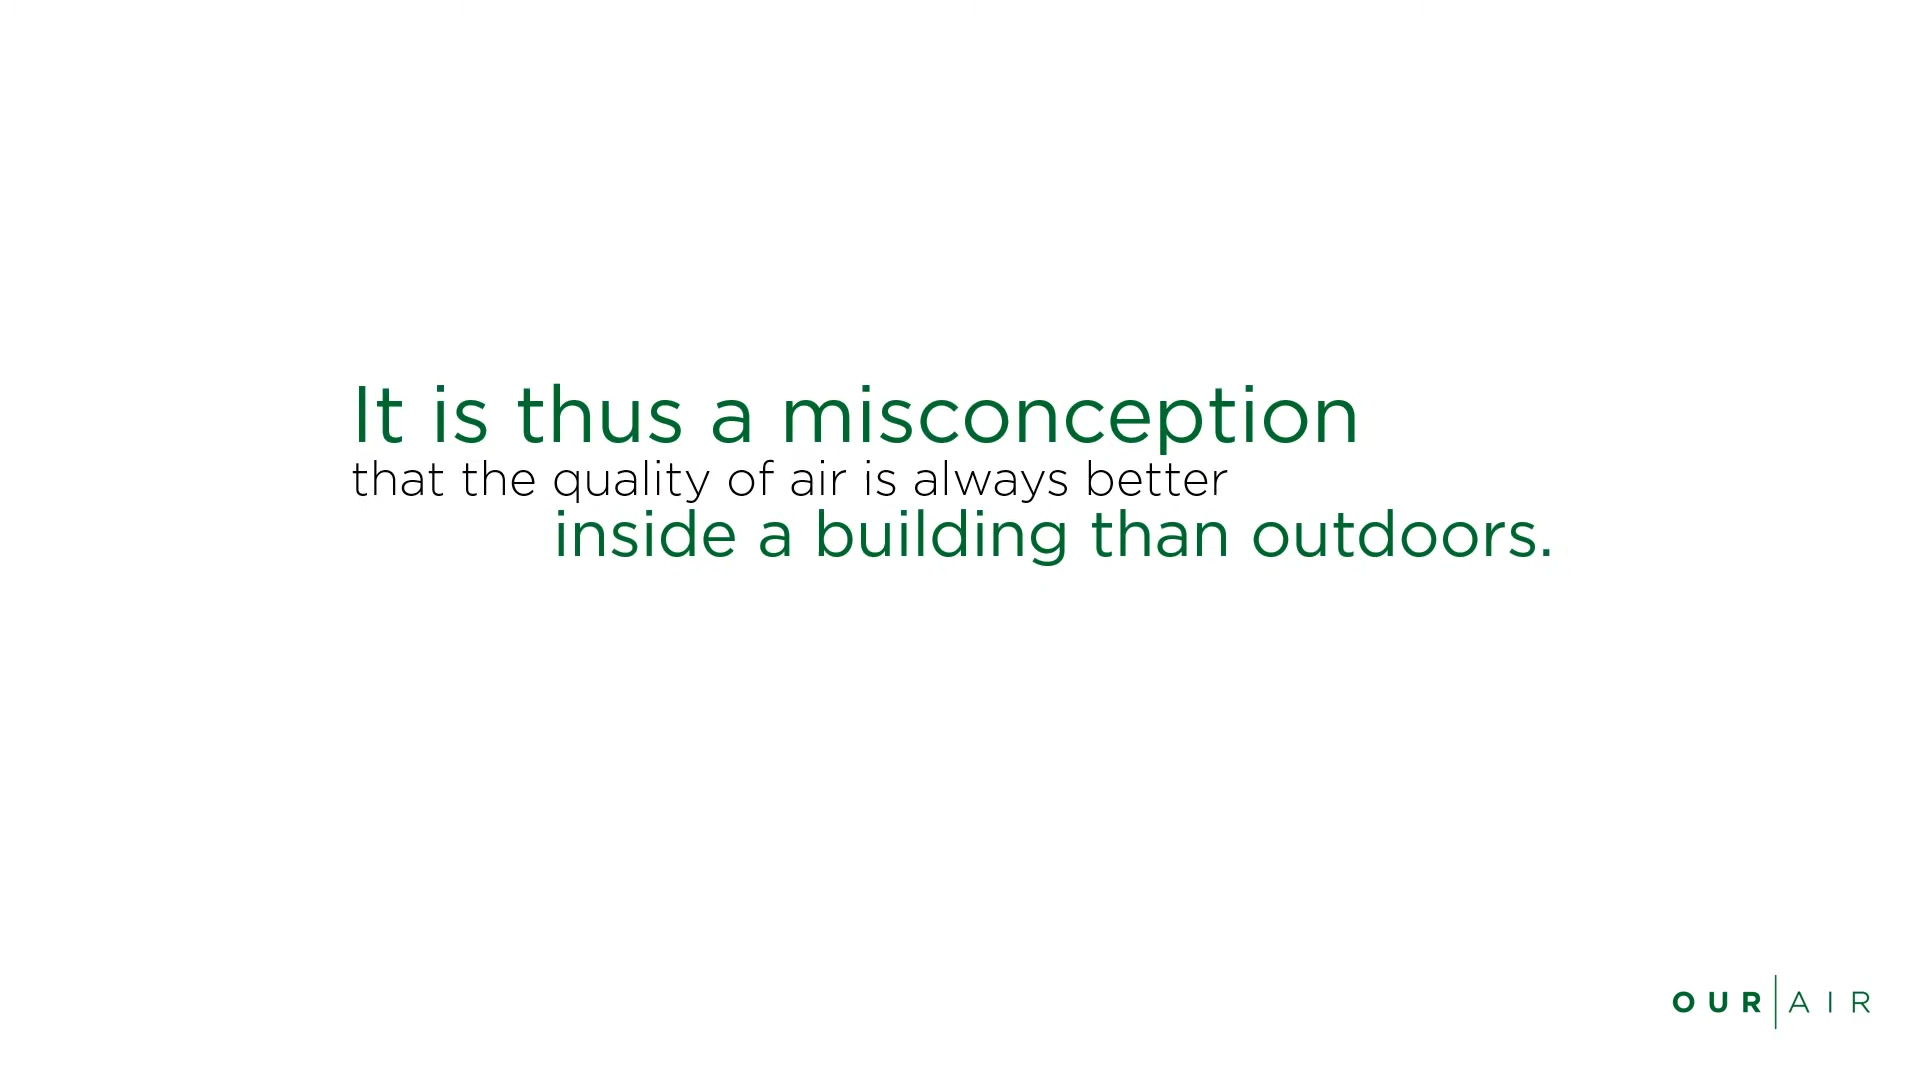 It is thus a misconception
that the quality of air is always better
inside a building than outdoors.
OUR|AIR